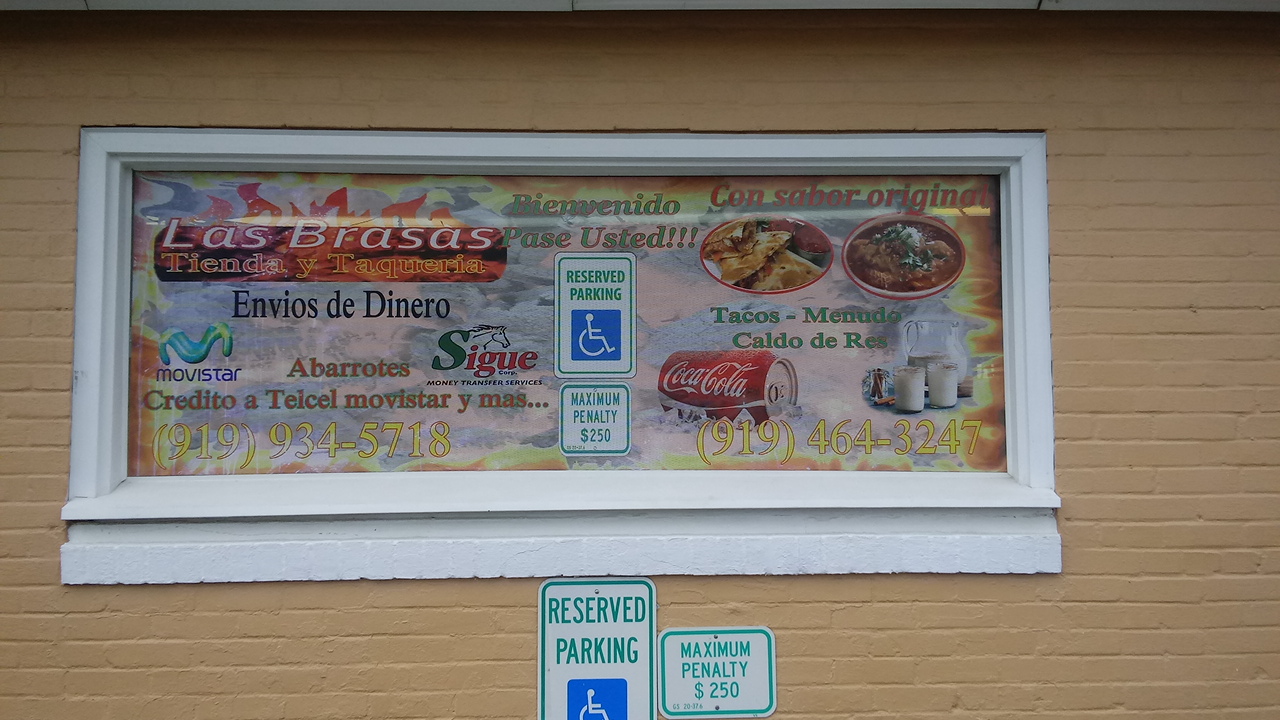 Las Brasas
Tienda y Taqueria
Envios de Dinero
movistar
Sigue
Corp.
MONEY TRANSFER SERVICES
Abarrotes
Credito a Telcel movistar y mas...
(919) 934-5718
Bienvenido
Pase Usted!!!
RESERVED
PARKING
MAXIMUM
PENALTY
$250
Con sabor original
Tacos - Menudo
Caldo de Res
Coca-Cola
(919) 464-3247
RESERVED
PARKING
MAXIMUM
PENALTY
$ 250